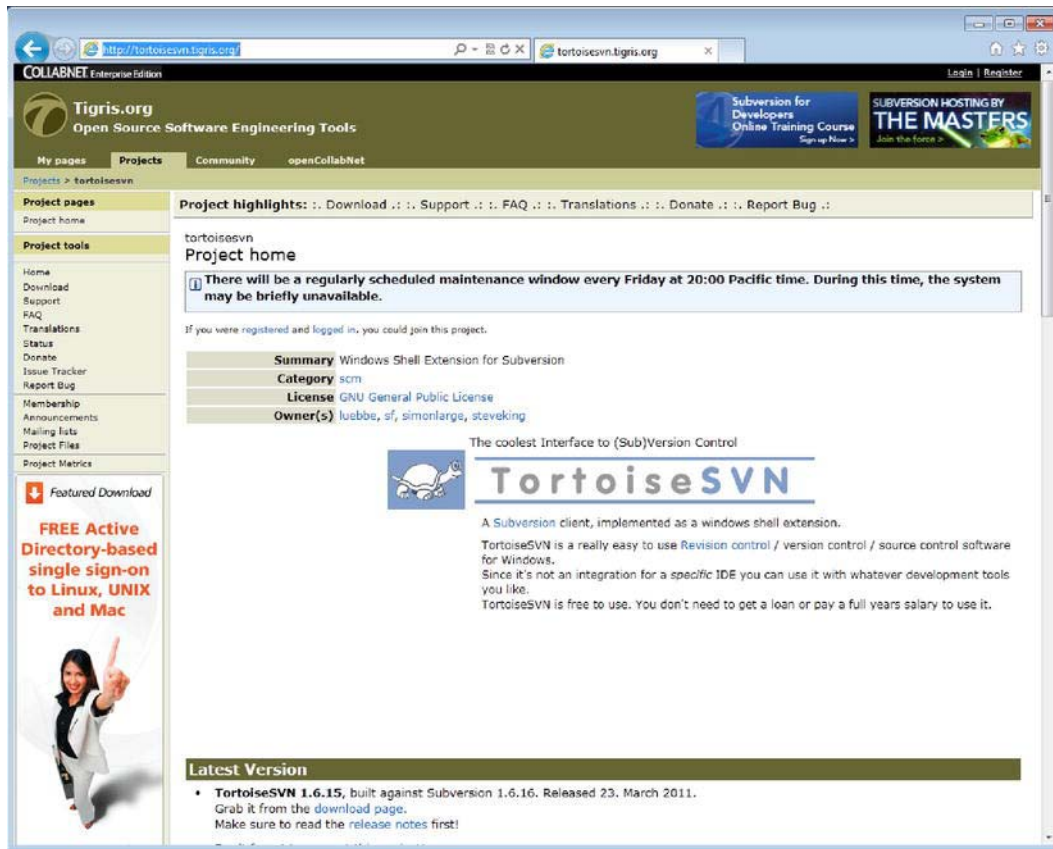 http://tortoisesvn.tigris.org/
tortoisesvn.tigris.org
COLLABNET Enterprise Edition
Login | Register
Tigris.org
Open Source Software Engineering Tools
Subversion for
Developers
Online Training Course
Sign up Now >
SUBVERSION HOSTING BY
THE MASTERS
Join the force >
My pages Projects Community openCollabNet
Projects > tortoisesvn
Project pages
Project home
Project tools
Home
Download
Support
FAQ
Translations
Status
Donate
Issue Tracker
Report Bug
Membership
Announcements
Mailing lists
Project Files
Project Metrics
Featured Download
FREE Active
Directory-based
single sign-on
to Linux, UNIX
and Mac
Project highlights: :. Download .: :. Support .: :. FAQ .: :. Translations .: :. Donate .: :. Report Bug .:
tortoisesvn
Project home
There will be a regularly scheduled maintenance window every Friday at 20:00 Pacific time. During this time, the system
may be briefly unavailable.
If you were registered and logged in, you could join this project.
Summary Windows Shell Extension for Subversion
Category scm
License GNU General Public License
Owner(s) luebbe, sf, simonlarge, steveking
The coolest Interface to (Sub)Version Control
TortoiseSVN
A Subversion client, implemented as a windows shell extension.
TortoiseSVN is a really easy to use Revision control / version control / source control software
for Windows.
Since it's not an integration for a specific IDE you can use it with whatever development tools
you like.
TortoiseSVN is free to use. You don't need to get a loan or pay a full years salary to use it.
Latest Version
• TortoiseSVN 1.6.15, built against Subversion 1.6.16. Released 23. March 2011.
Grab it from the download page.
Make sure to read the release notes first!